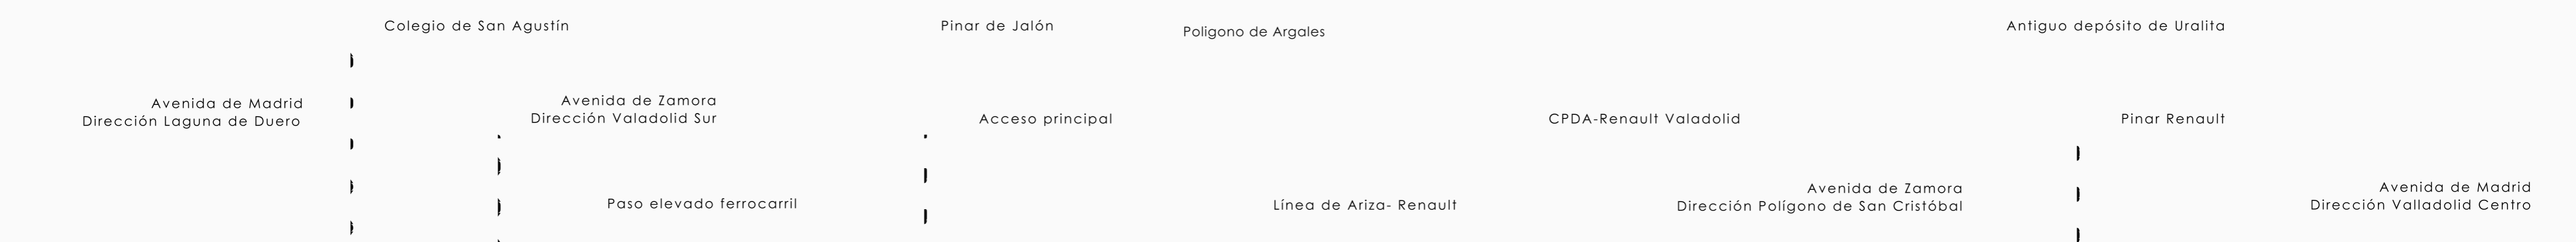 Colegio de San Agustín
Pinar de Jalón
Poligono de Argales
Antiguo depósito de Uralita
Avenida de Madrid
Dirección Laguna de Duero
Avenida de Zamora
Dirección Valadolid Sur
Acceso principal
CPDA-Renault Valadolid
Pinar Renault
Paso elevado ferrocarril
Línea de Ariza- Renault
Avenida de Zamora
Dirección Polígono de San Cristóbal
Avenida de Madrid
Dirección Valladolid Centro